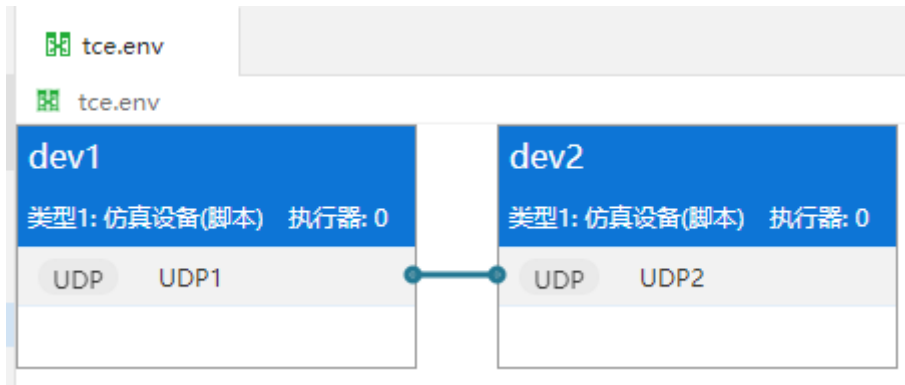 tce.env
tce.env
dev1
类型1: 仿真设备(脚本) 执行器: 0
UDP UDP1
dev2
类型1: 仿真设备(脚本) 执行器: 0
UDP UDP2